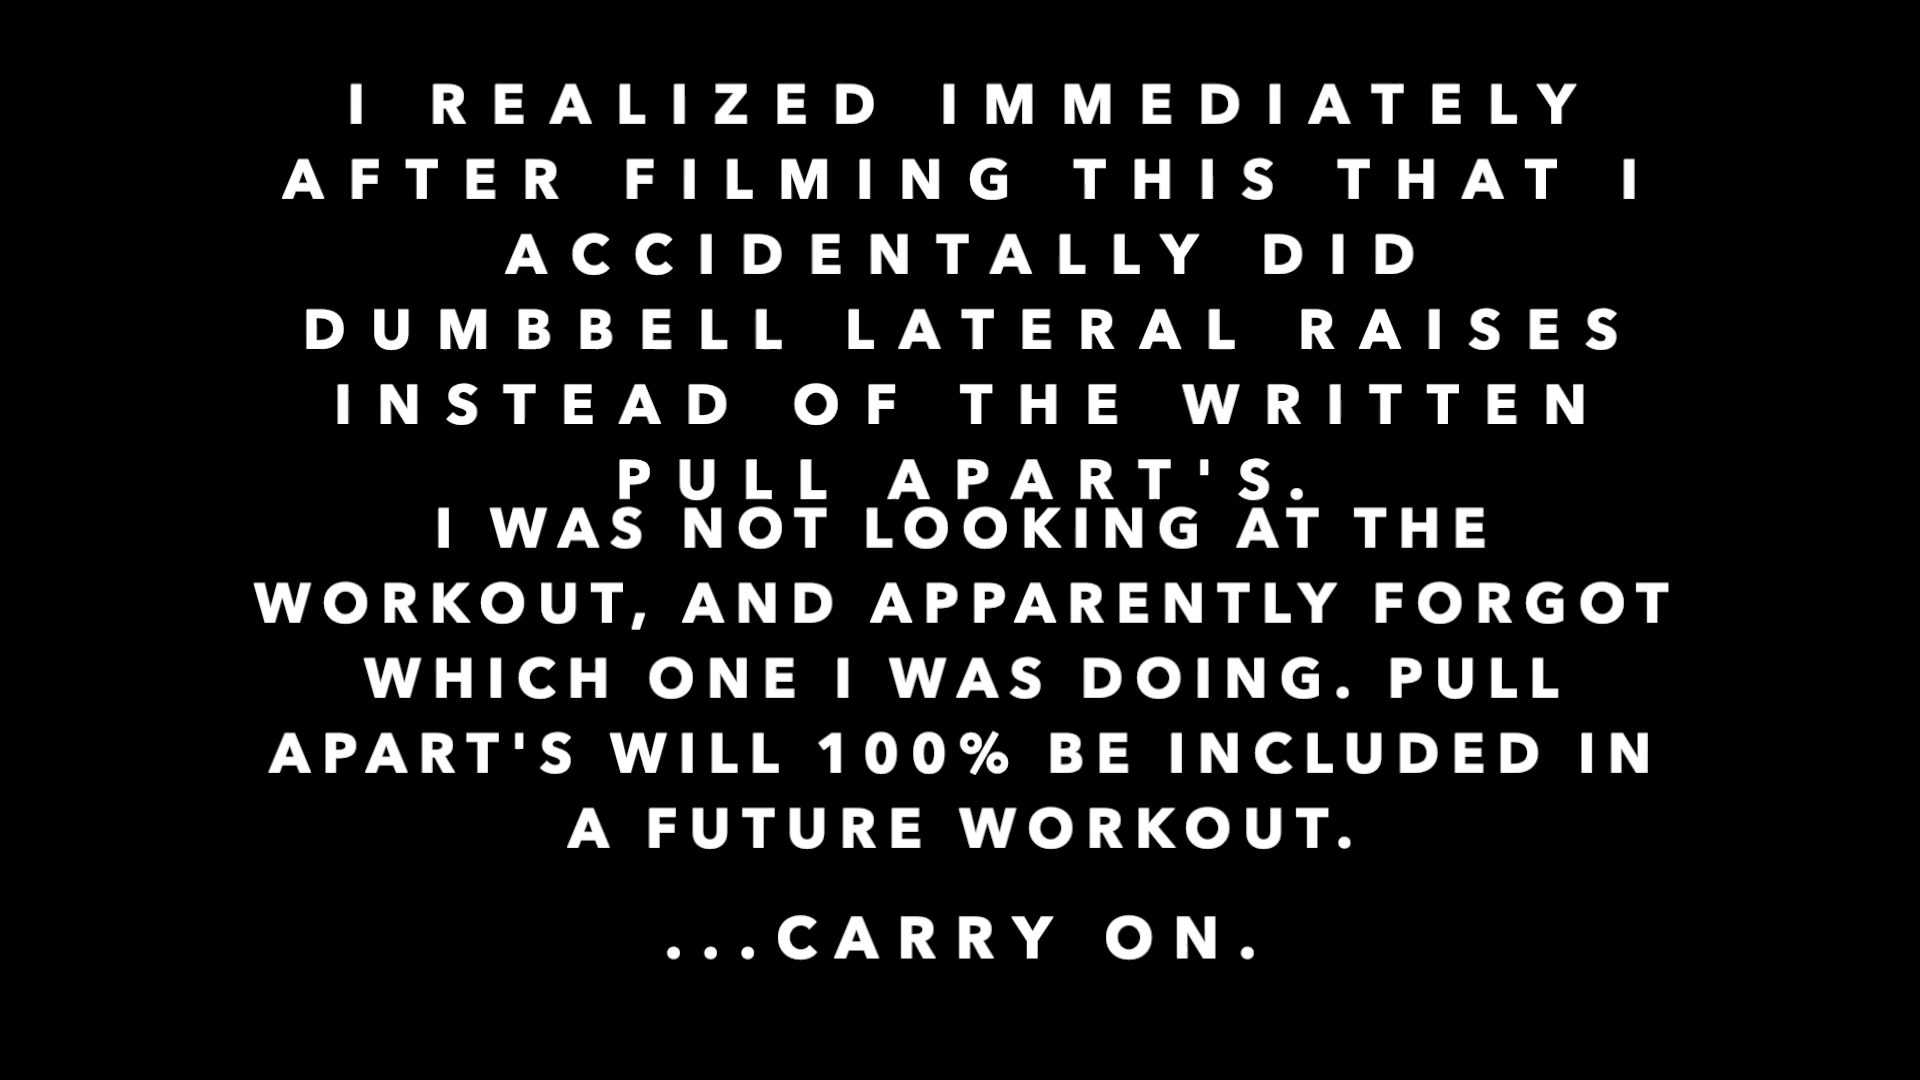 I REALIZED IMMEDIATELY
AFTER FILMING THIS THAT I
ACCIDENTALLY DID
DUMBBELL LATERAL RAISES
INSTEAD OF THE WRITTEN
PULL APART'S.
I WAS NOT LOOKING AT THE
WORKOUT, AND APPARENTLY FORGOT
WHICH ONE I WAS DOING. PULL
APART'S WILL 100% BE INCLUDED IN
A FUTURE WORKOUT.
...CARRY ON.